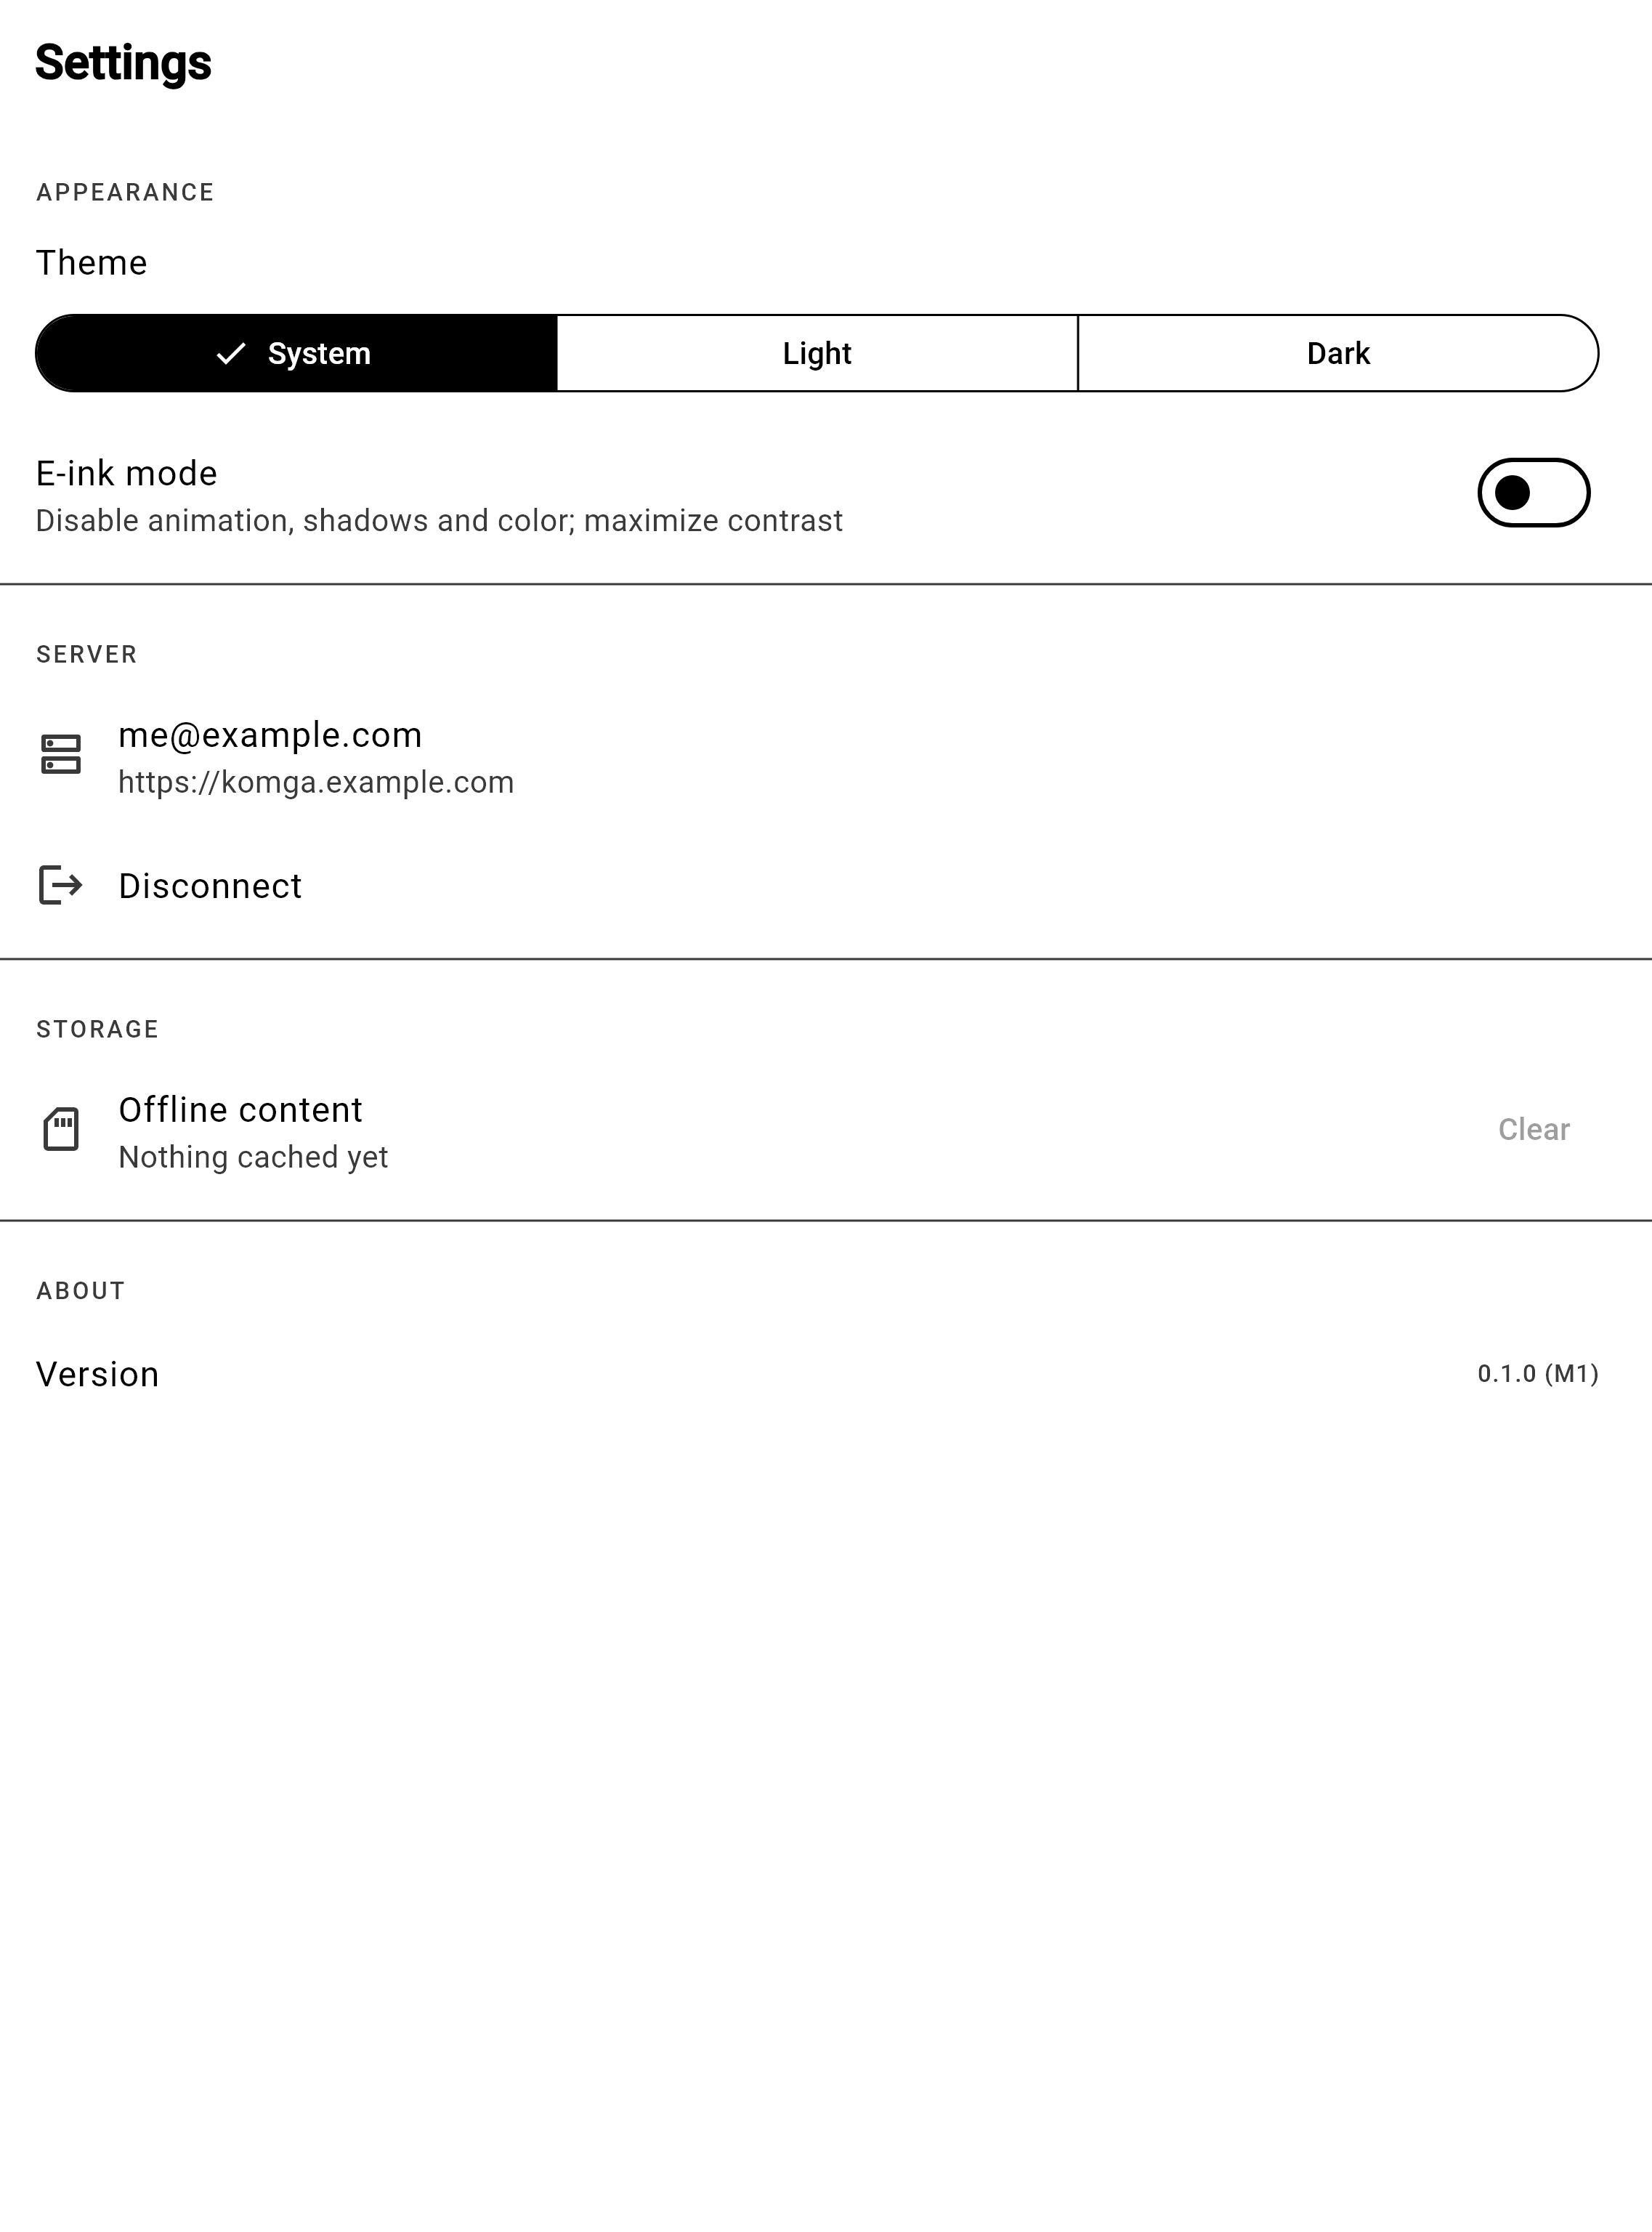 Settings
APPEARANCE
Theme
System
Light
Dark
E-ink mode
Disable animation, shadows and color; maximize contrast
SERVER
me@example.com
https://komga.example.com
Disconnect
STORAGE
Offline content
Nothing cached yet
Clear
ABOUT
Version
0.1.0 (M1)